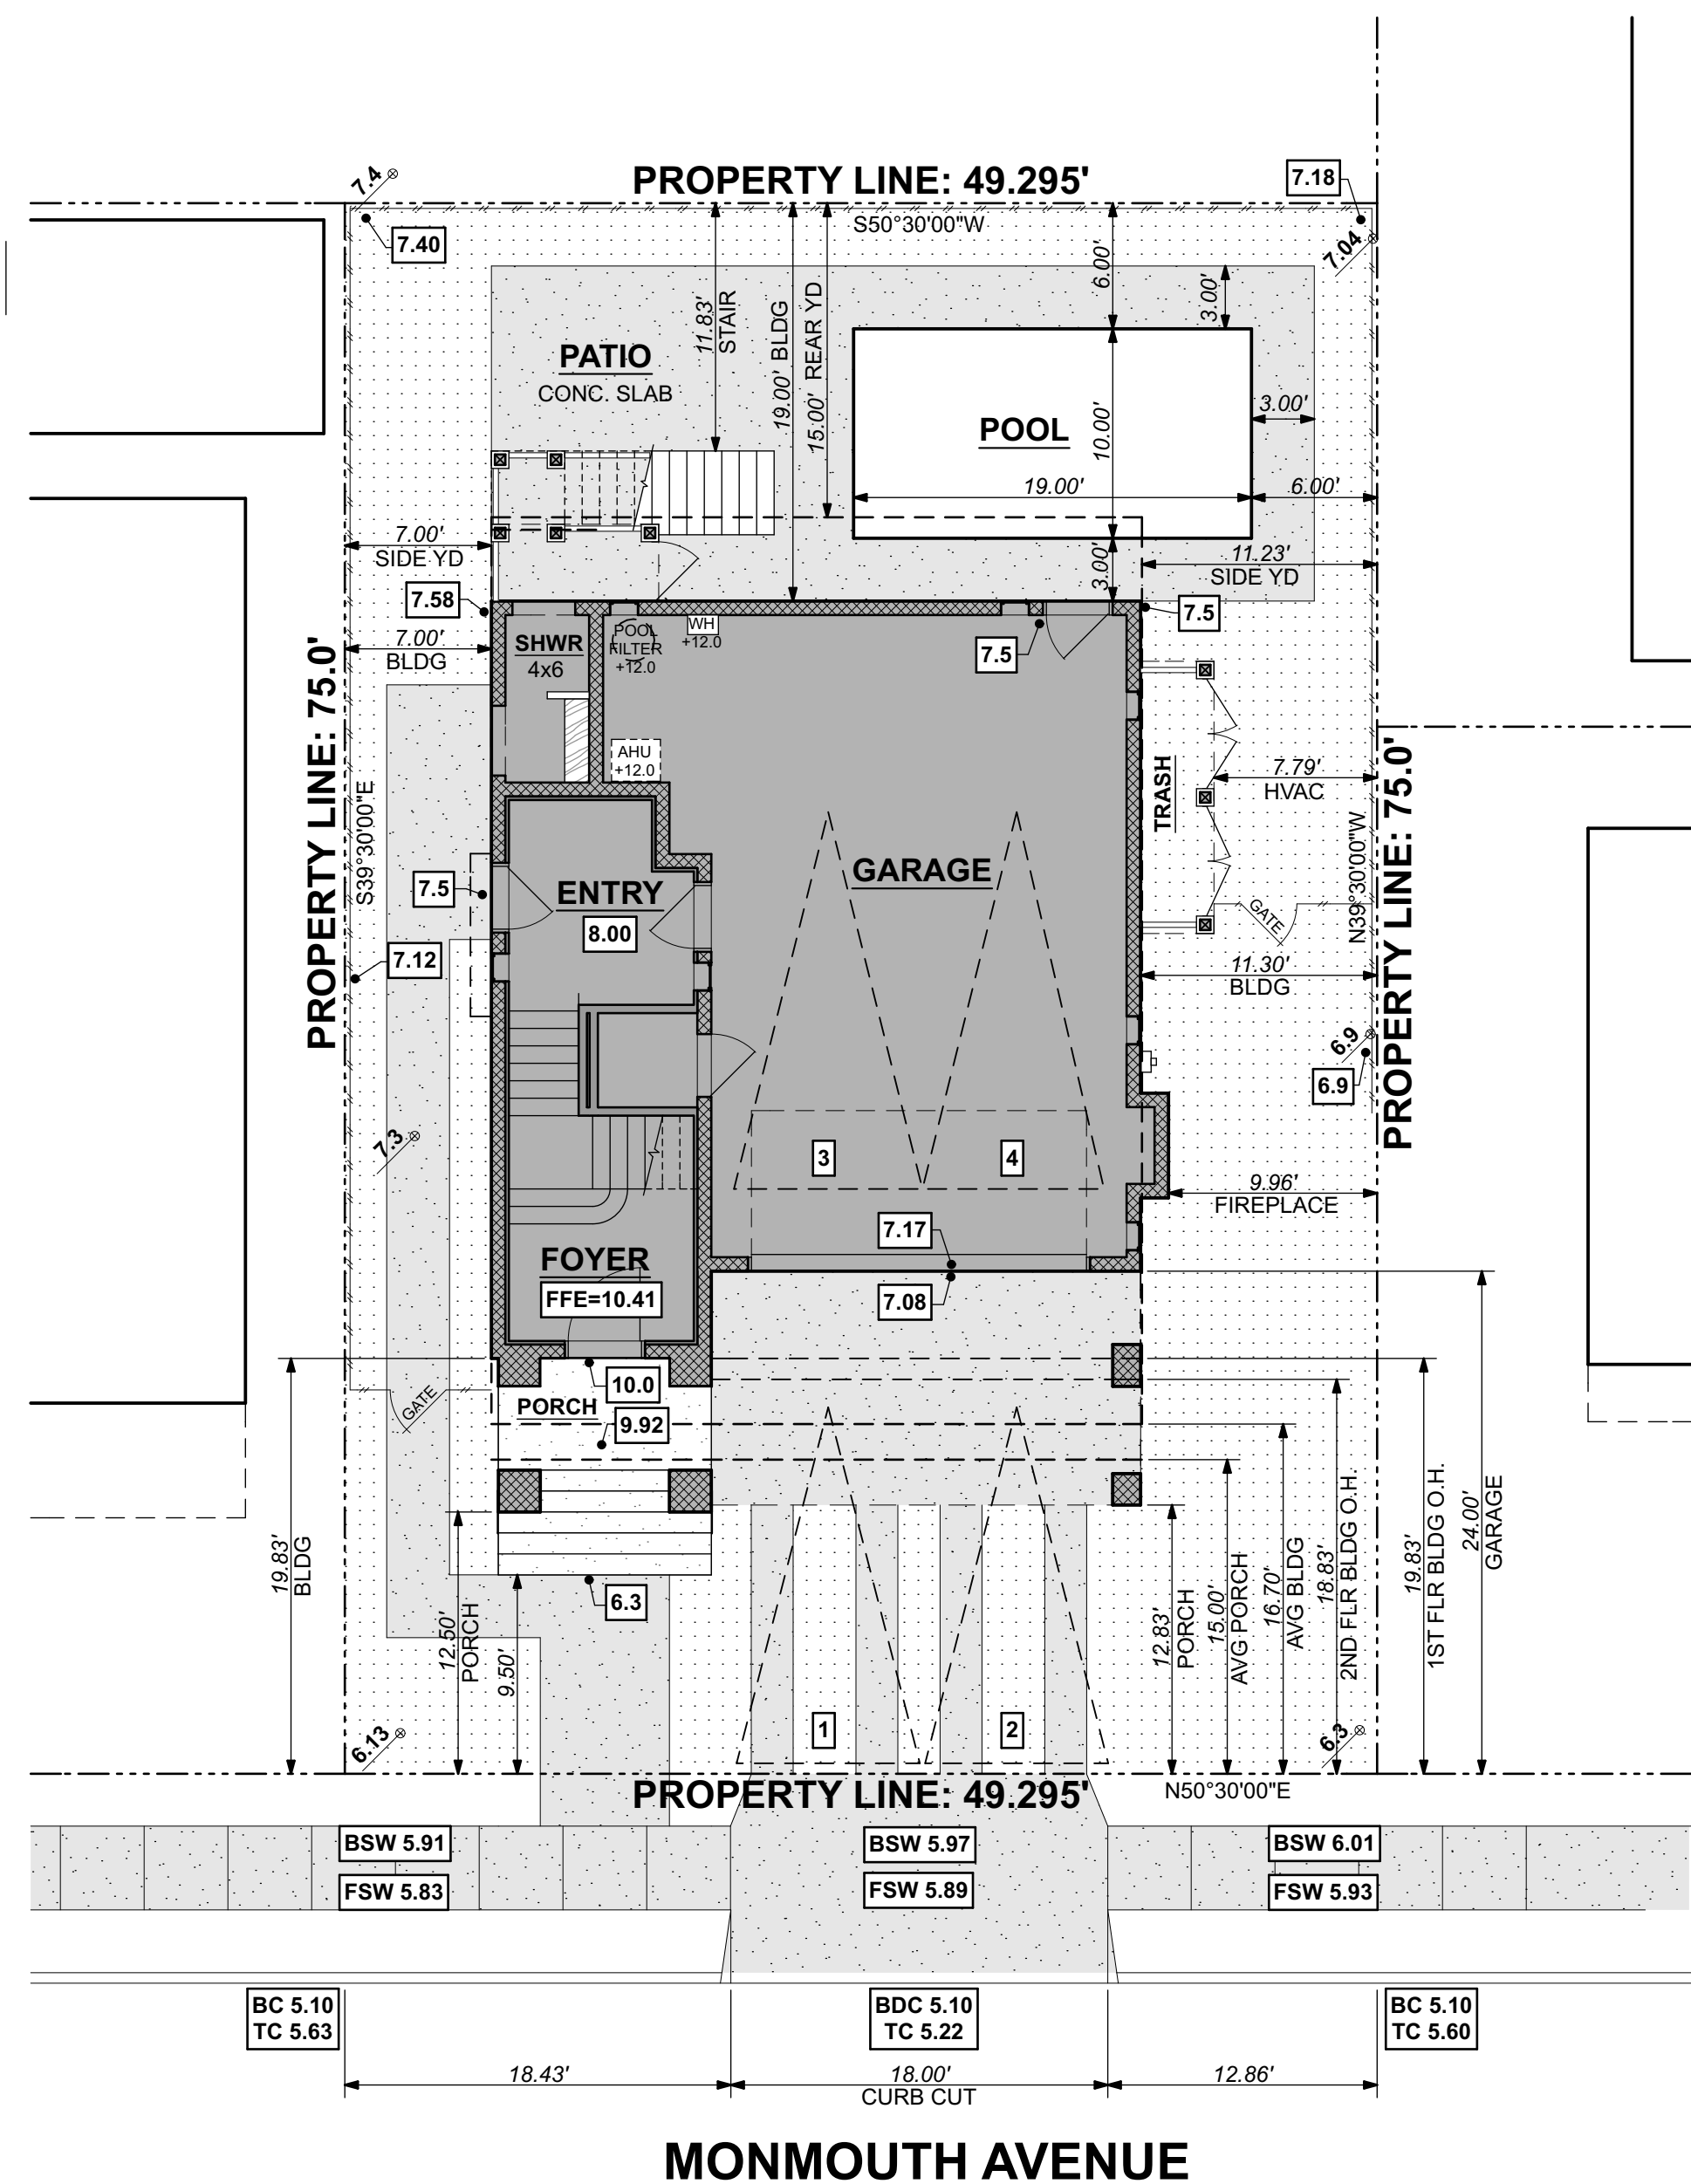 7.4
PROPERTY LINE: 49.295'
7.18
7.40
S50°30'00"W
7.04
6.00'
3.00'
11.83'
STAIR
19.00' BLDG
15.00' REAR YD
PATIO
CONC. SLAB
POOL
10.00'
3.00'
19.00'
6.00'
7.00'
SIDE YD
3.00'
11.23'
SIDE YD
7.58
7.5
7.00'
BLDG
SHWR
4x6
POOL
FILTER
+12.0
WH
+12.0
7.5
PROPERTY LINE: 75.0'
S39°30'00"E
AHU
+12.0
TRASH
7.79'
HVAC
N39°30'00"W
PROPERTY LINE: 75.0'
7.5
ENTRY
8.00
GARAGE
GATE
7.12
11.30'
BLDG
6.9
6.9
7.3
3
4
9.96'
FIREPLACE
7.17
FOYER
FFE=10.41
7.08
10.0
GATE
PORCH
9.92
19.83'
BLDG
12.50'
PORCH
9.50'
6.3
12.83'
PORCH
15.00'
AVG PORCH
16.70'
AVG BLDG
18.83'
2ND FLR BLDG O.H.
19.83'
1ST FLR BLDG O.H.
24.00'
GARAGE
6.13
1
2
6.3
PROPERTY LINE: 49.295'
N50°30'00"E
BSW 5.91
BSW 5.97
BSW 6.01
FSW 5.83
FSW 5.89
FSW 5.93
BC 5.10
TC 5.63
BDC 5.10
TC 5.22
BC 5.10
TC 5.60
18.43'
18.00'
CURB CUT
12.86'
MONMOUTH AVENUE